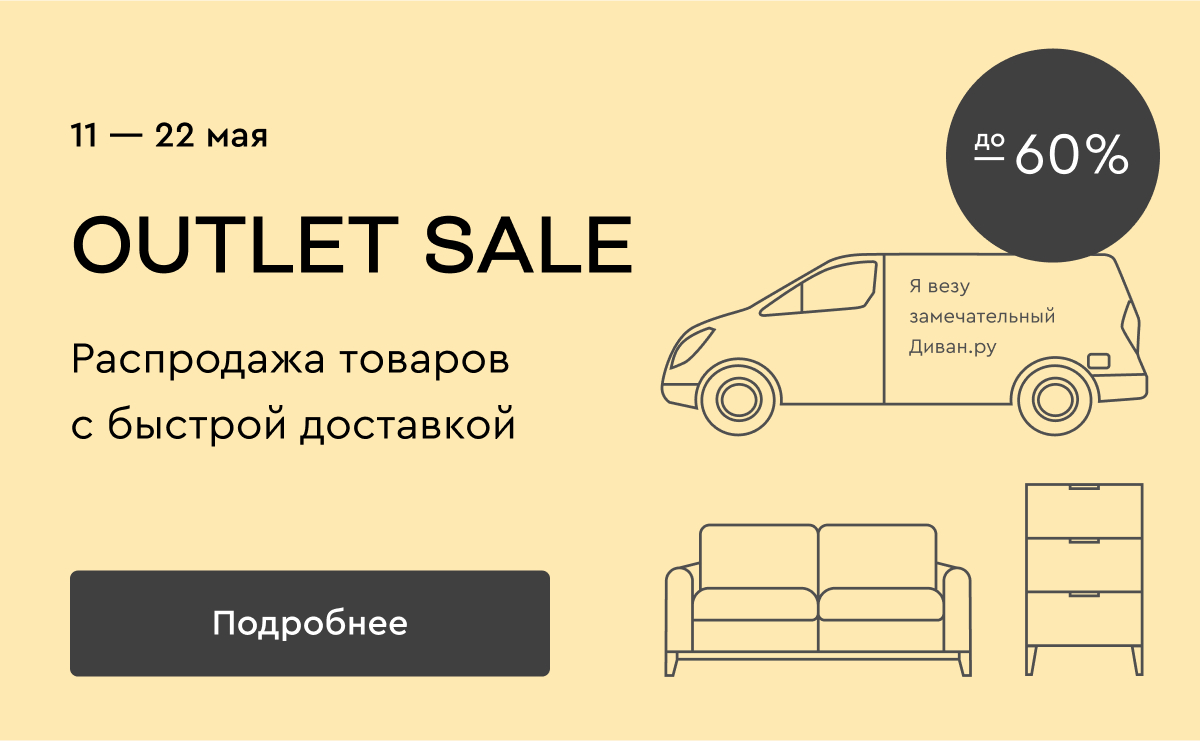 11 — 22 мая
до 60%
OUTLET SALE
Я везу
замечательный
Диван.ру
Распродажа товаров
с быстрой доставкой
Подробнее